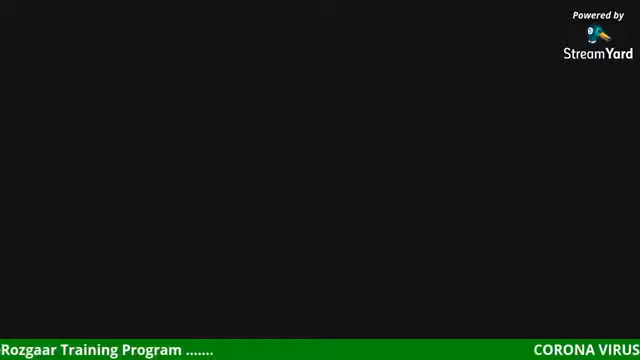 Powered by
StreamYard
Rozgaar Training Program ....... CORONA VIRUS